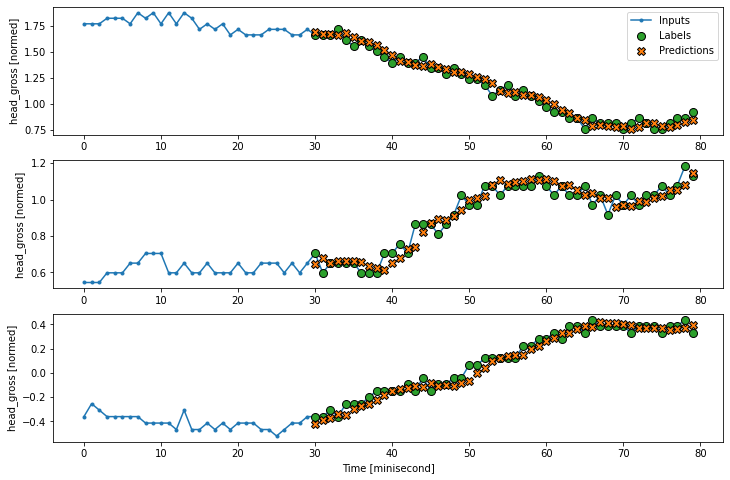 head_gross [normed]
1.75
1.50
1.25
1.00
0.75
0 10 20 30 40 50 60 70 80
Inputs
Labels
Predictions
head_gross [normed]
1.2
1.0
0.8
0.6
0 10 20 30 40 50 60 70 80
head_gross [normed]
0.4
0.2
0.0
−0.2
−0.4
0 10 20 30 40 50 60 70 80
Time [minisecond]